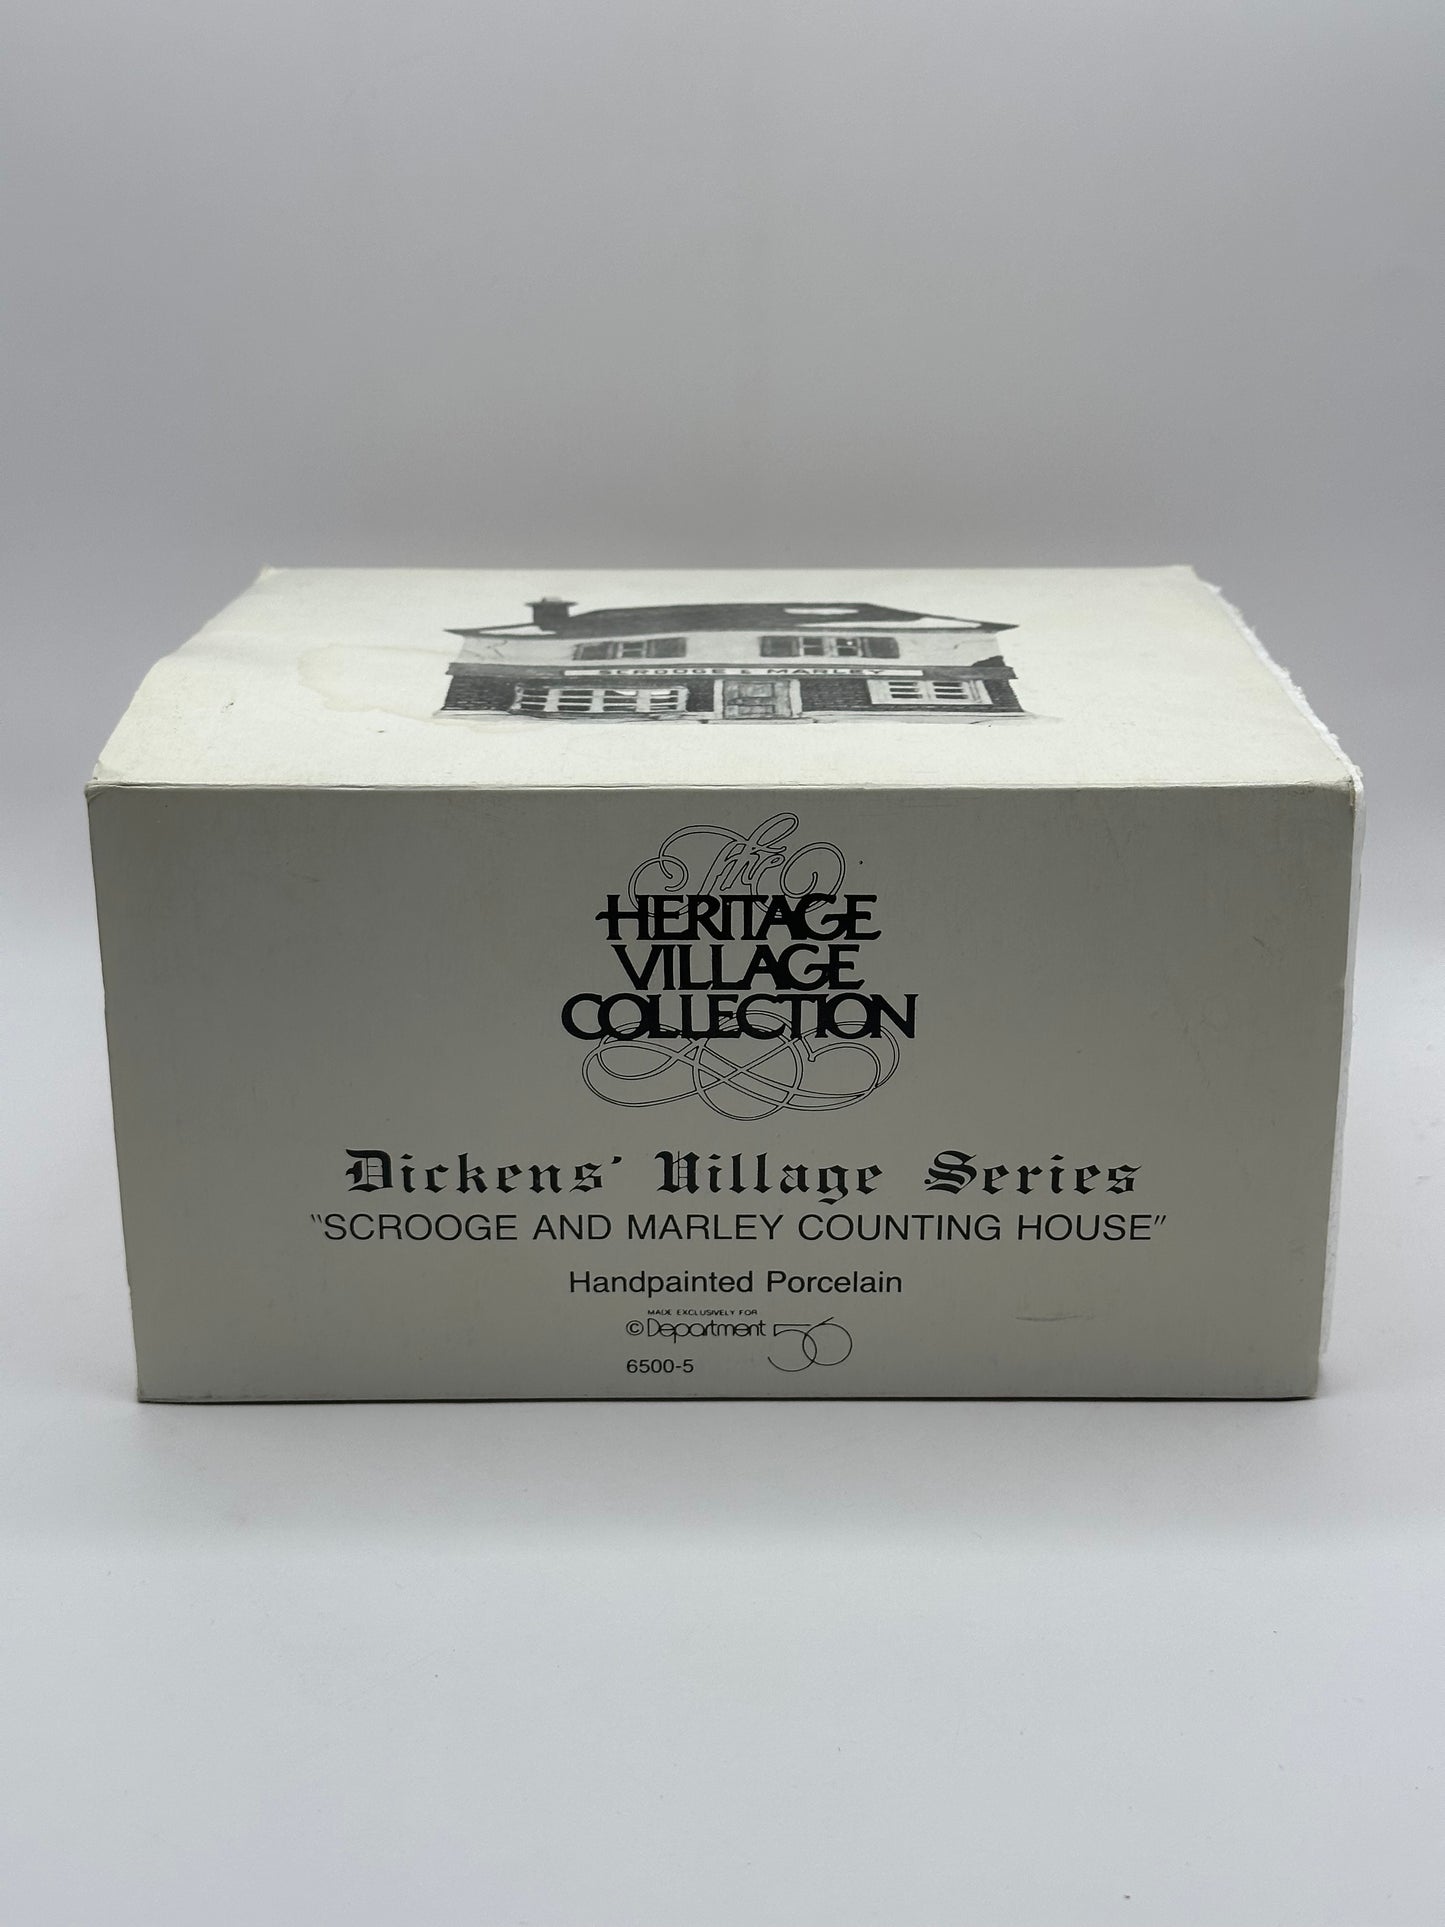 SCROOGE & MARLEY
The
HERITAGE
VILLAGE
COLLECTION
Dickens' Village Series
"SCROOGE AND MARLEY COUNTING HOUSE"
Handpainted Porcelain
MADE EXCLUSIVELY FOR
© Department 56
6500-5